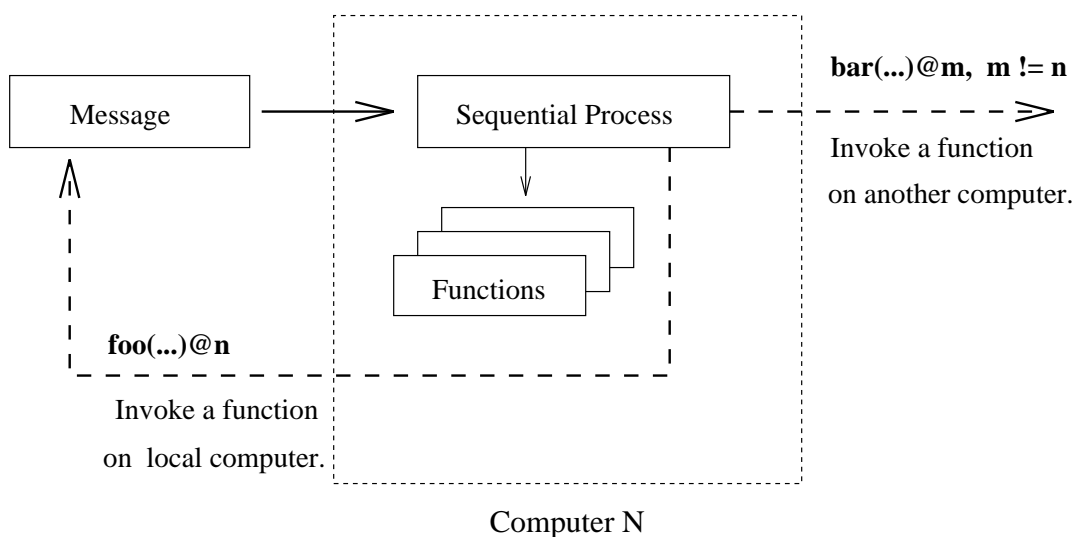 bar(...)@m, m != n
Message
Sequential Process
Invoke a function
on another computer.
Functions
foo(...)@n
Invoke a function
on local computer.
Computer N